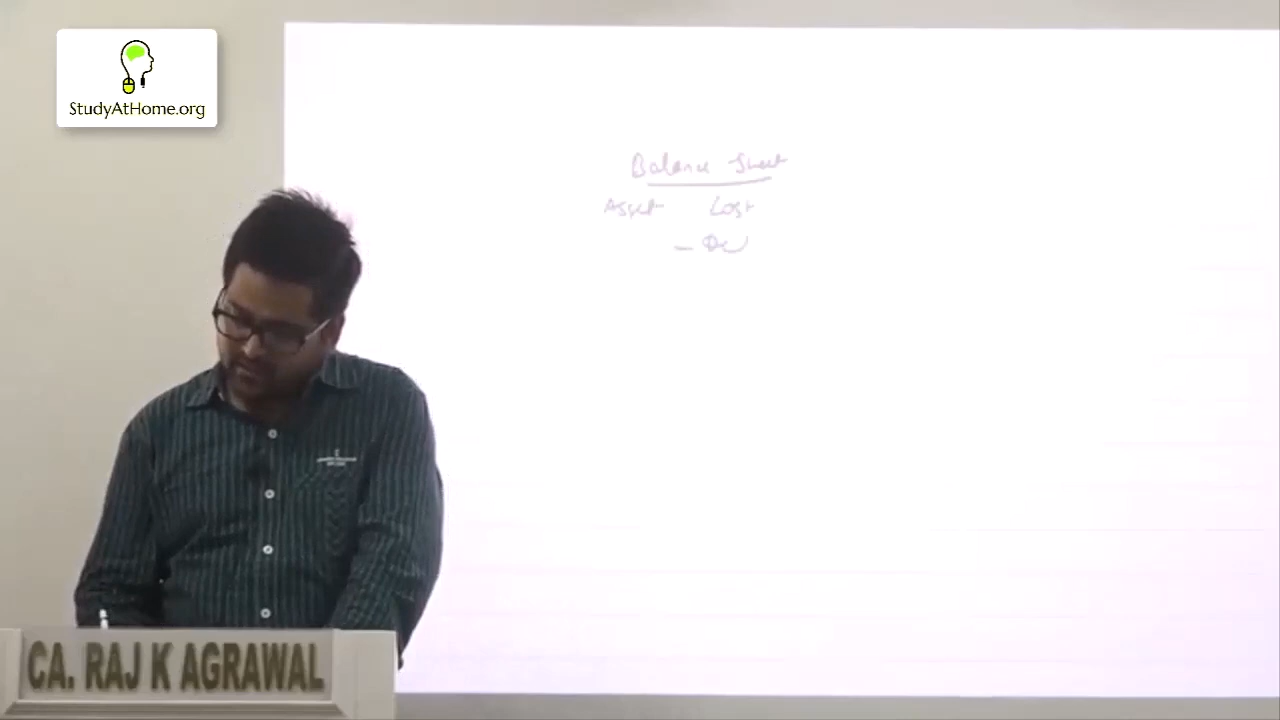 StudyAtHome.org
Balance Sheet
Asset Cost
CA. RAJ K AGRAWAL